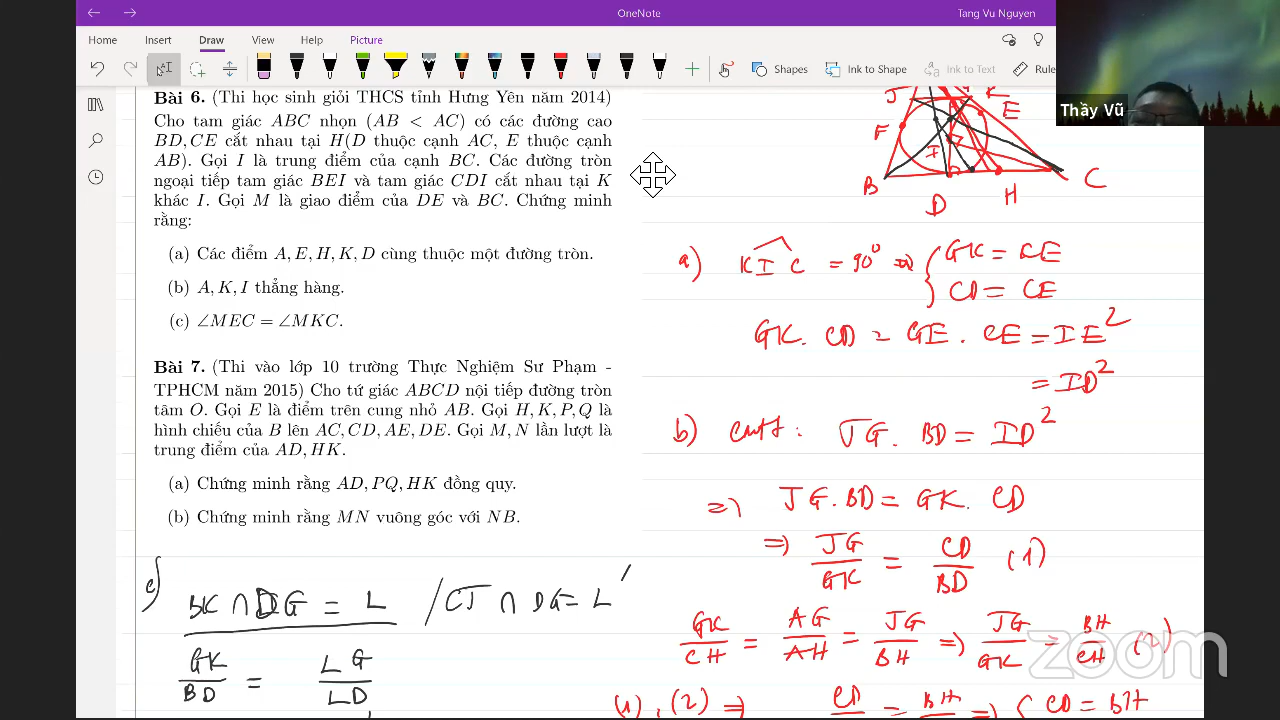 OneNote
Tang Vu Nguyen
Home Insert Draw View Help Picture
Shapes Ink to Shape Ink to Text Rule
Thầy Vũ
Bài 6. (Thi học sinh giỏi THCS tỉnh Hưng Yên năm 2014)
Cho tam giác ABC nhọn (AB < AC) có các đường cao
BD, CE cắt nhau tại H(D thuộc cạnh AC, E thuộc cạnh
AB). Gọi I là trung điểm của cạnh BC. Các đường tròn
ngoại tiếp tam giác BEI và tam giác CDI cắt nhau tại K
khác I. Gọi M là giao điểm của DE và BC. Chứng minh
rằng:
(a) Các điểm A, E, H, K, D cùng thuộc một đường tròn.
(b) A, K, I thẳng hàng.
(c) ∠MEC = ∠MKC.
Bài 7. (Thi vào lớp 10 trường Thực Nghiệm Sư Phạm -
TPHCM năm 2015) Cho tứ giác ABCD nội tiếp đường tròn
tâm O. Gọi E là điểm trên cung nhỏ AB. Gọi H, K, P, Q là
hình chiếu của B lên AC, CD, AE, DE. Gọi M, N lần lượt là
trung điểm của AD, HK.
(a) Chứng minh rằng AD, PQ, HK đồng quy.
(b) Chứng minh rằng MN vuông góc với NB.
c) BK ∩ DG = L / CJ ∩ DG = L'
GK/BD = LG/LD
J K E F I B D H C
a) KIC = 90° => { GK = KE
CD = CE
GK . CD = GE . CE = IE²
= ID²
b) cmtt : JG . BD = ID²
=> JG . BD = GK . CD
=> JG/GK = CD/BD (1)
GK/CH = AG/AH = JG/BH => JG/GK = BH/CH (2)
(1), (2) => CD = BH => { CD = BH
zoom